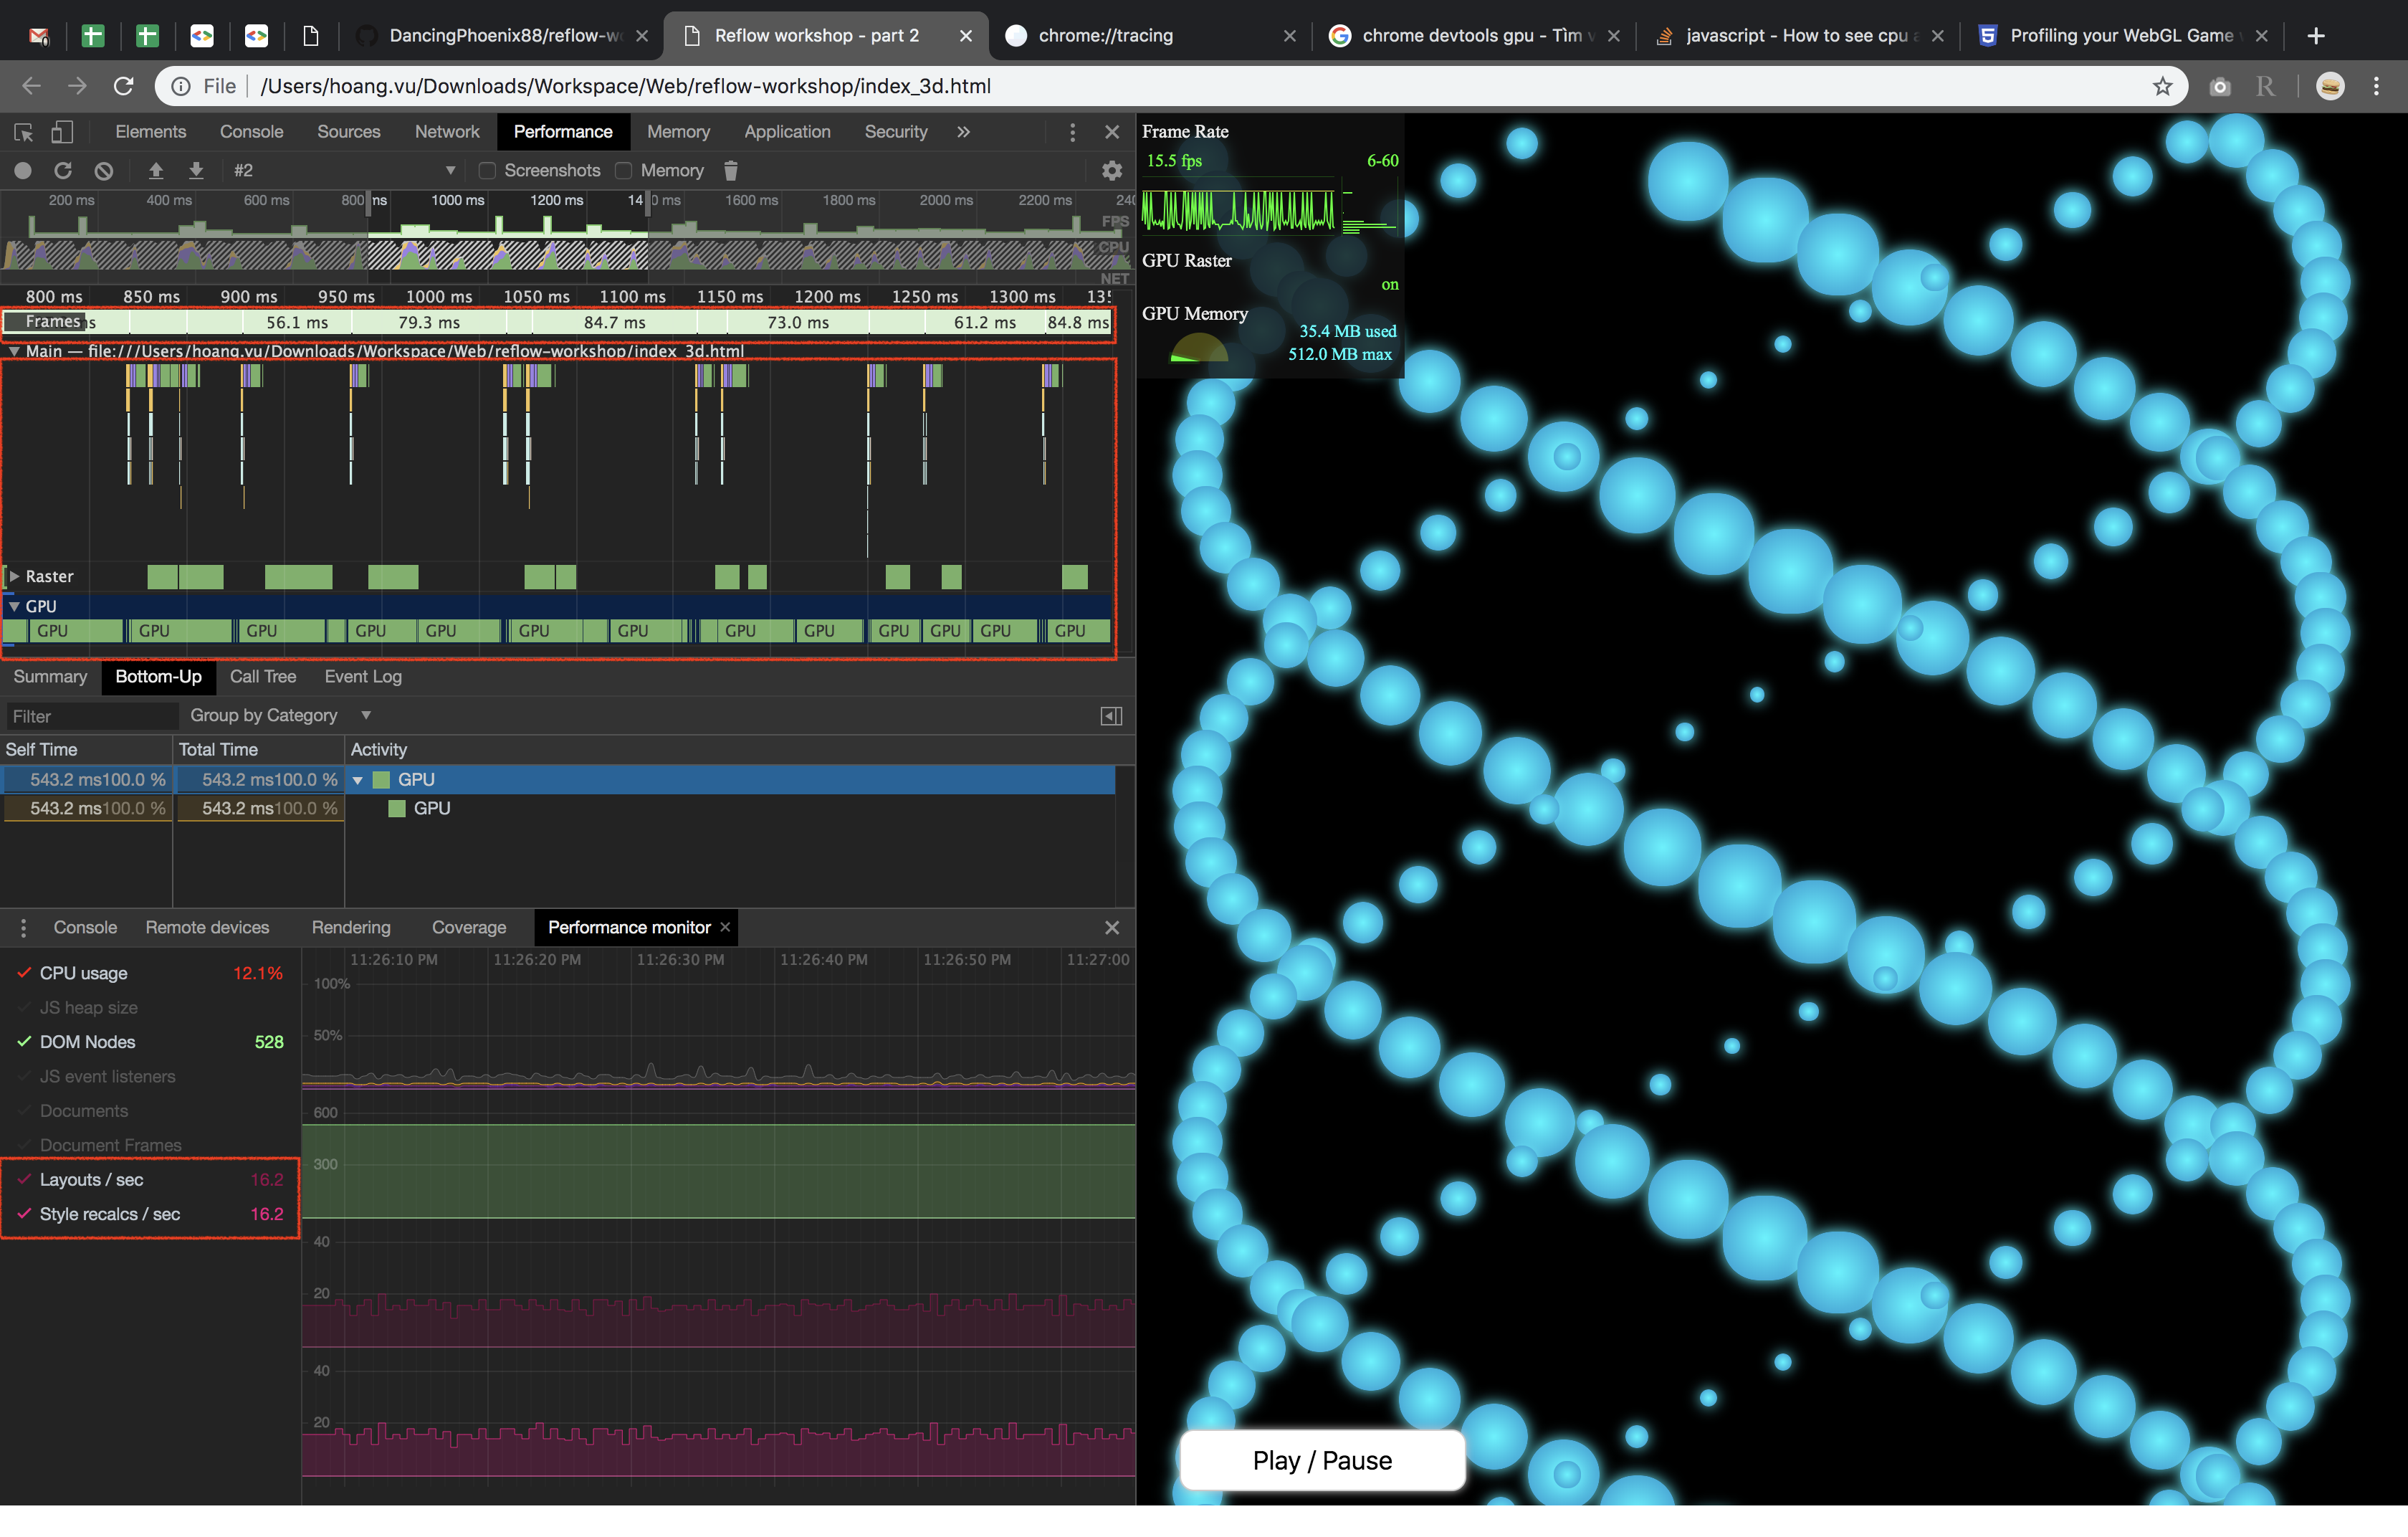 DancingPhoenix88/reflow-w
Reflow workshop - part 2
chrome://tracing
chrome devtools gpu - Tìm
javascript - How to see cpu
Profiling your WebGL Game
File /Users/hoang.vu/Downloads/Workspace/Web/reflow-workshop/index_3d.html
R
Elements Console Sources Network Performance Memory Application Security »
#2 Screenshots Memory
200 ms 400 ms 600 ms 800 ms 1000 ms 1200 ms 14 0 ms 1600 ms 1800 ms 2000 ms 2200 ms 240
FPS
CPU
NET
800 ms 850 ms 900 ms 950 ms 1000 ms 1050 ms 1100 ms 1150 ms 1200 ms 1250 ms 1300 ms 135
Frames s 56.1 ms 79.3 ms 84.7 ms 73.0 ms 61.2 ms 84.8 ms
Main — file:///Users/hoang.vu/Downloads/Workspace/Web/reflow-workshop/index_3d.html
Raster
GPU
GPU GPU GPU GPU GPU GPU GPU GPU GPU GPU GPU GPU GPU
Summary Bottom-Up Call Tree Event Log
Filter Group by Category
Self Time Total Time Activity
543.2 ms 100.0 % 543.2 ms 100.0 % GPU
543.2 ms 100.0 % 543.2 ms 100.0 % GPU
Console Remote devices Rendering Coverage Performance monitor
CPU usage 12.1%
JS heap size
DOM Nodes 528
JS event listeners
Documents
Document Frames
Layouts / sec 16.2
Style recalcs / sec 16.2
11:26:10 PM 11:26:20 PM 11:26:30 PM 11:26:40 PM 11:26:50 PM 11:27:00
100%
50%
600
300
40
20
40
20
Frame Rate
15.5 fps 6-60
GPU Raster
on
GPU Memory
35.4 MB used
512.0 MB max
Play / Pause